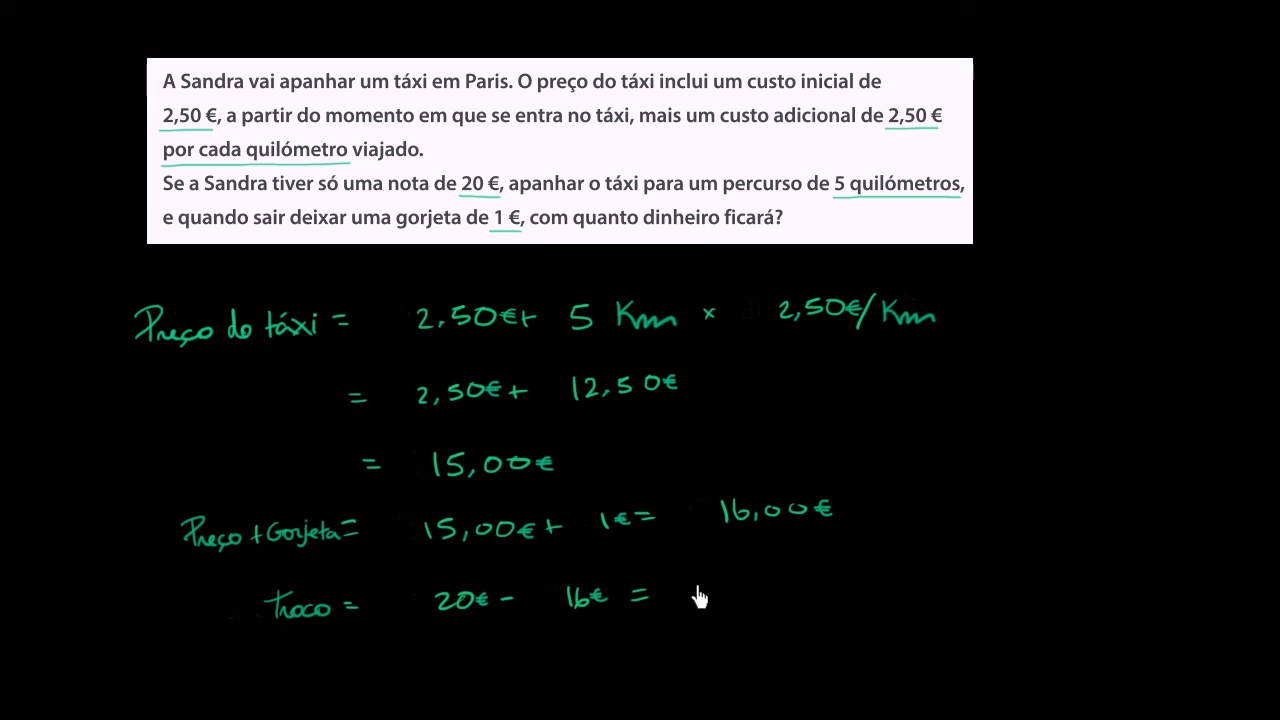 A Sandra vai apanhar um táxi em Paris. O preço do táxi inclui um custo inicial de
2,50 €, a partir do momento em que se entra no táxi, mais um custo adicional de 2,50 €
por cada quilómetro viajado.
Se a Sandra tiver só uma nota de 20 €, apanhar o táxi para um percurso de 5 quilómetros,
e quando sair deixar uma gorjeta de 1 €, com quanto dinheiro ficará?
Preço do táxi = 2,50€ + 5 Km × 2,50€/Km
= 2,50€ + 12,50€
= 15,00€
Preço + Gorjeta = 15,00€ + 1€ = 16,00€
Troco = 20€ - 16€ =